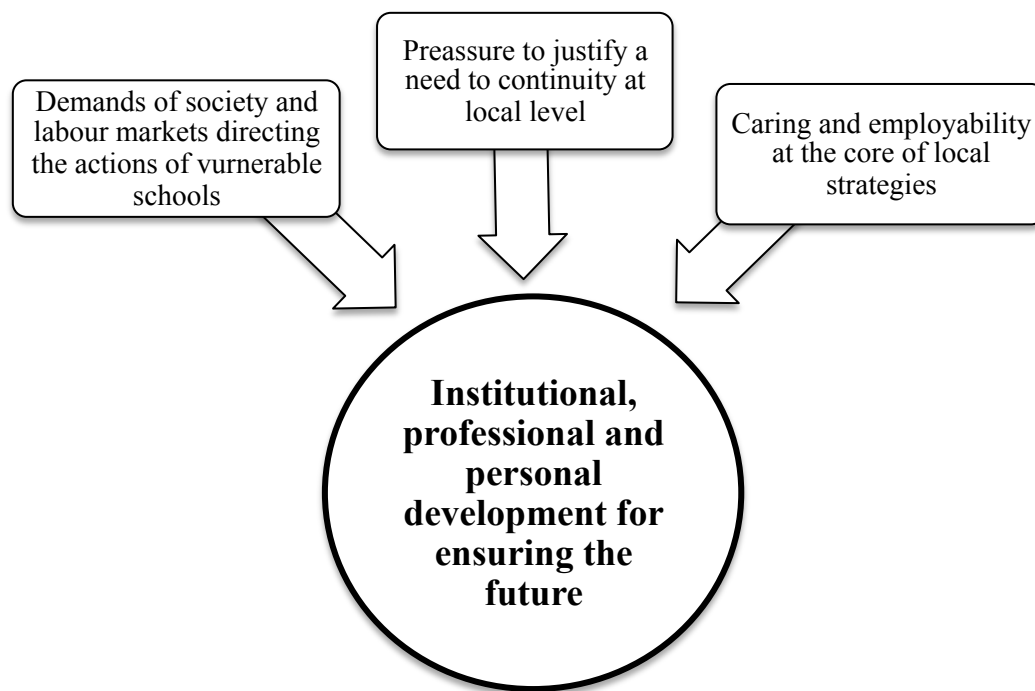 Demands of society and
labour markets directing
the actions of vurnerable
schools
Preassure to justify a
need to continuity at
local level
Caring and employability
at the core of local
strategies
Institutional,
professional and
personal
development for
ensuring the
future